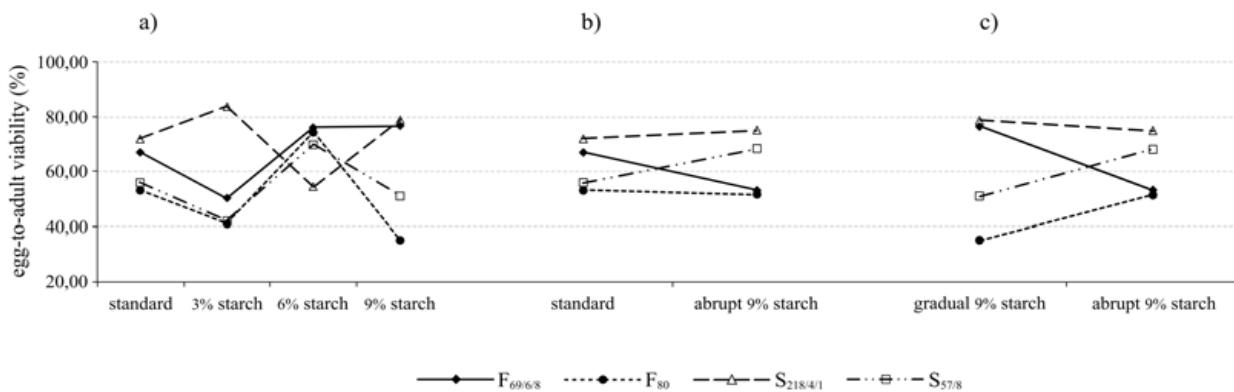 a) b) c)
egg-to-adult viability (%)
100,00
80,00
60,00
40,00
20,00
standard 3% starch 6% starch 9% starch standard abrupt 9% starch gradual 9% starch abrupt 9% starch
F69/6/8 F80 S218/4/1 S57/8